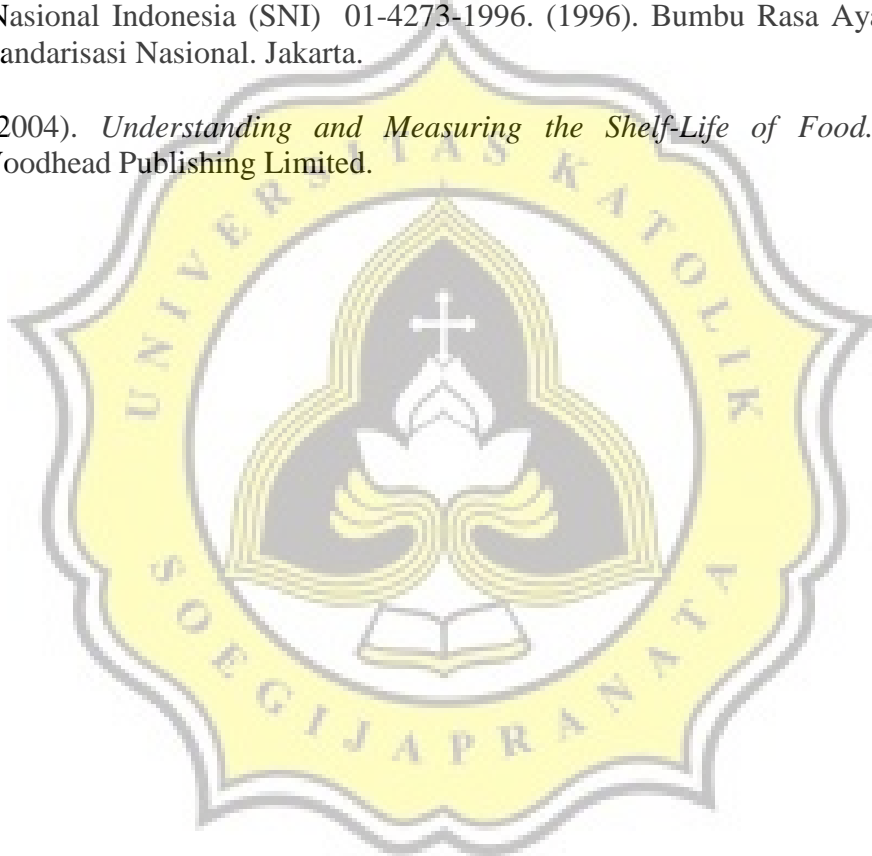 Nasional Indonesia (SNI) 01-4273-1996. (1996). Bumbu Rasa Aya
andarisasi Nasional. Jakarta.
2004). Understanding and Measuring the Shelf-Life of Food.
Woodhead Publishing Limited.
UNIVERSITAS KATOLIK
SOEGIJAPRANATA